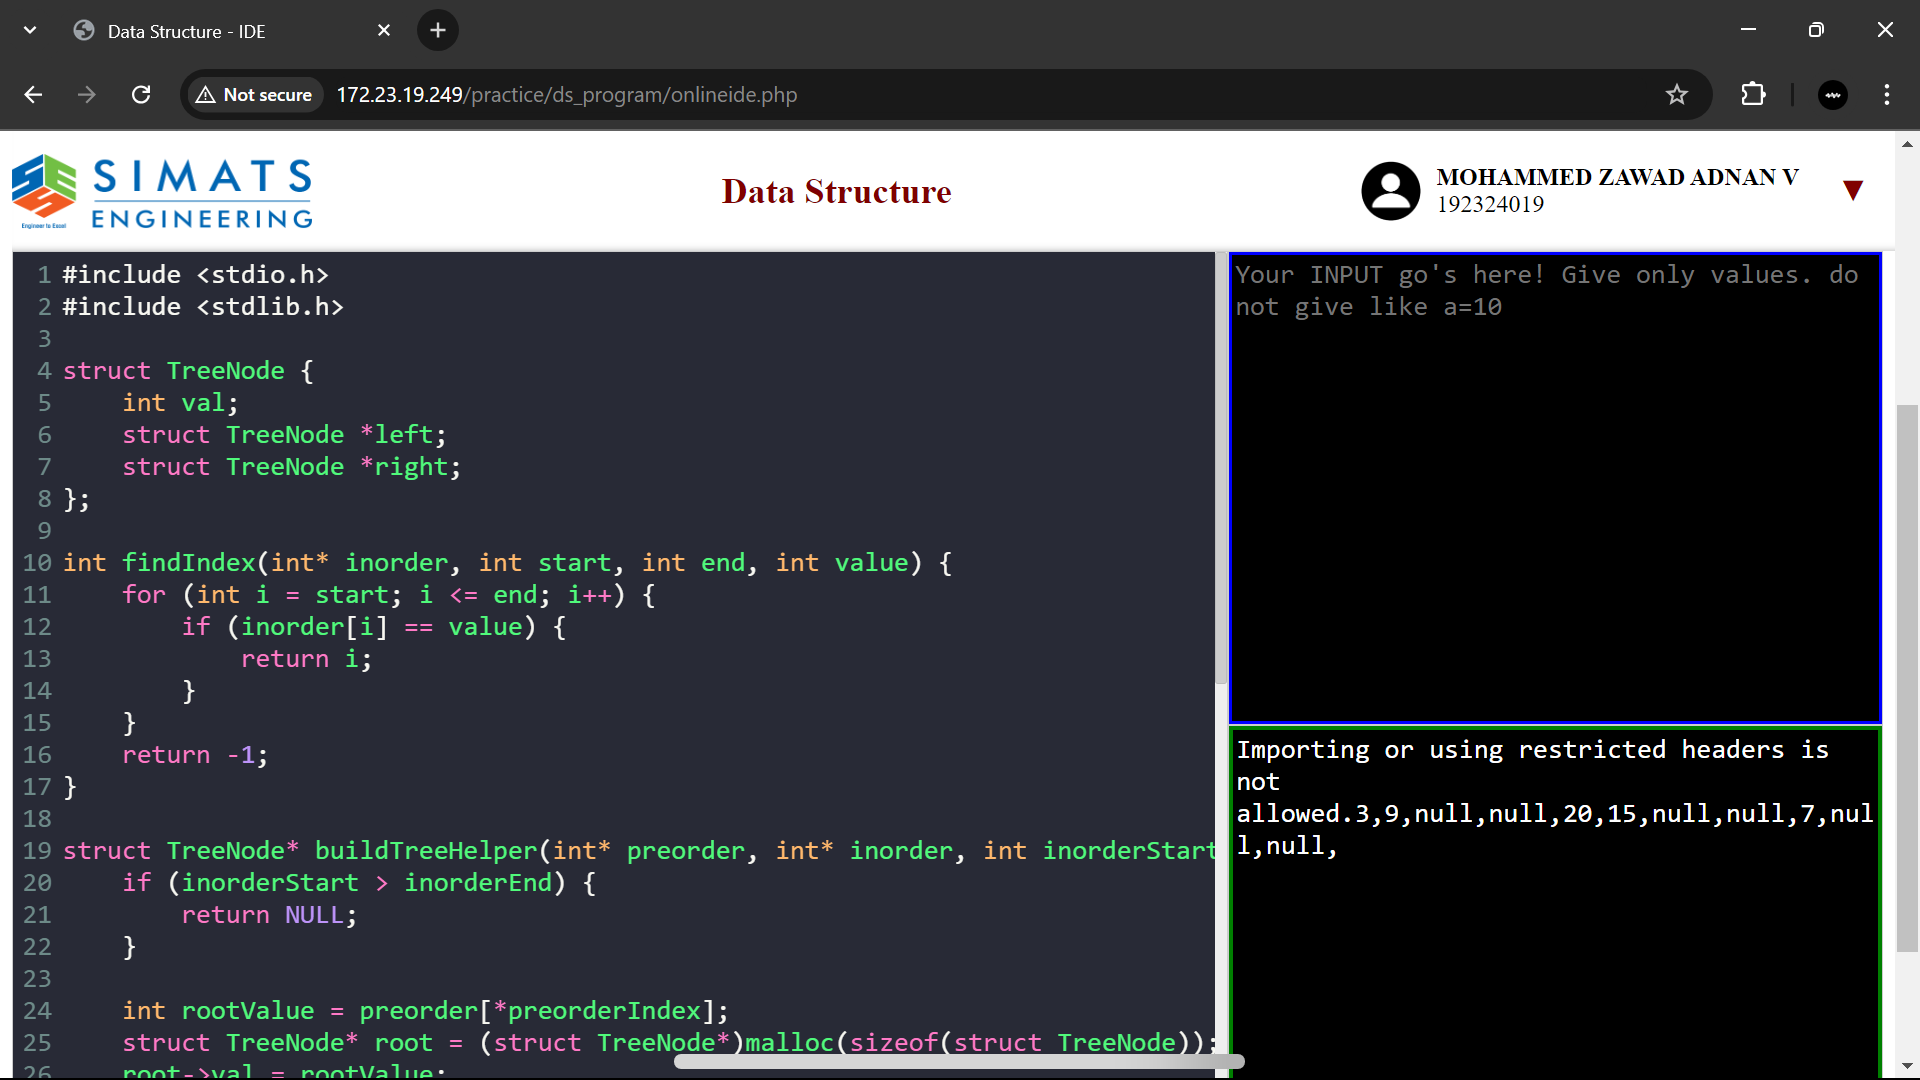 Data Structure - IDE
Not secure 172.23.19.249/practice/ds_program/onlineide.php
SIMATS
ENGINEERING
Engineer to Excel
Data Structure
MOHAMMED ZAWAD ADNAN V
192324019
1 #include <stdio.h>
2 #include <stdlib.h>
3
4 struct TreeNode {
5     int val;
6     struct TreeNode *left;
7     struct TreeNode *right;
8 };
9
10 int findIndex(int* inorder, int start, int end, int value) {
11     for (int i = start; i <= end; i++) {
12         if (inorder[i] == value) {
13             return i;
14         }
15     }
16     return -1;
17 }
18
19 struct TreeNode* buildTreeHelper(int* preorder, int* inorder, int inorderStart
20     if (inorderStart > inorderEnd) {
21         return NULL;
22     }
23
24     int rootValue = preorder[*preorderIndex];
25     struct TreeNode* root = (struct TreeNode*)malloc(sizeof(struct TreeNode));
26     root->val = rootValue;
Your INPUT go's here! Give only values. do
not give like a=10
Importing or using restricted headers is
not
allowed.3,9,null,null,20,15,null,null,7,nul
l,null,